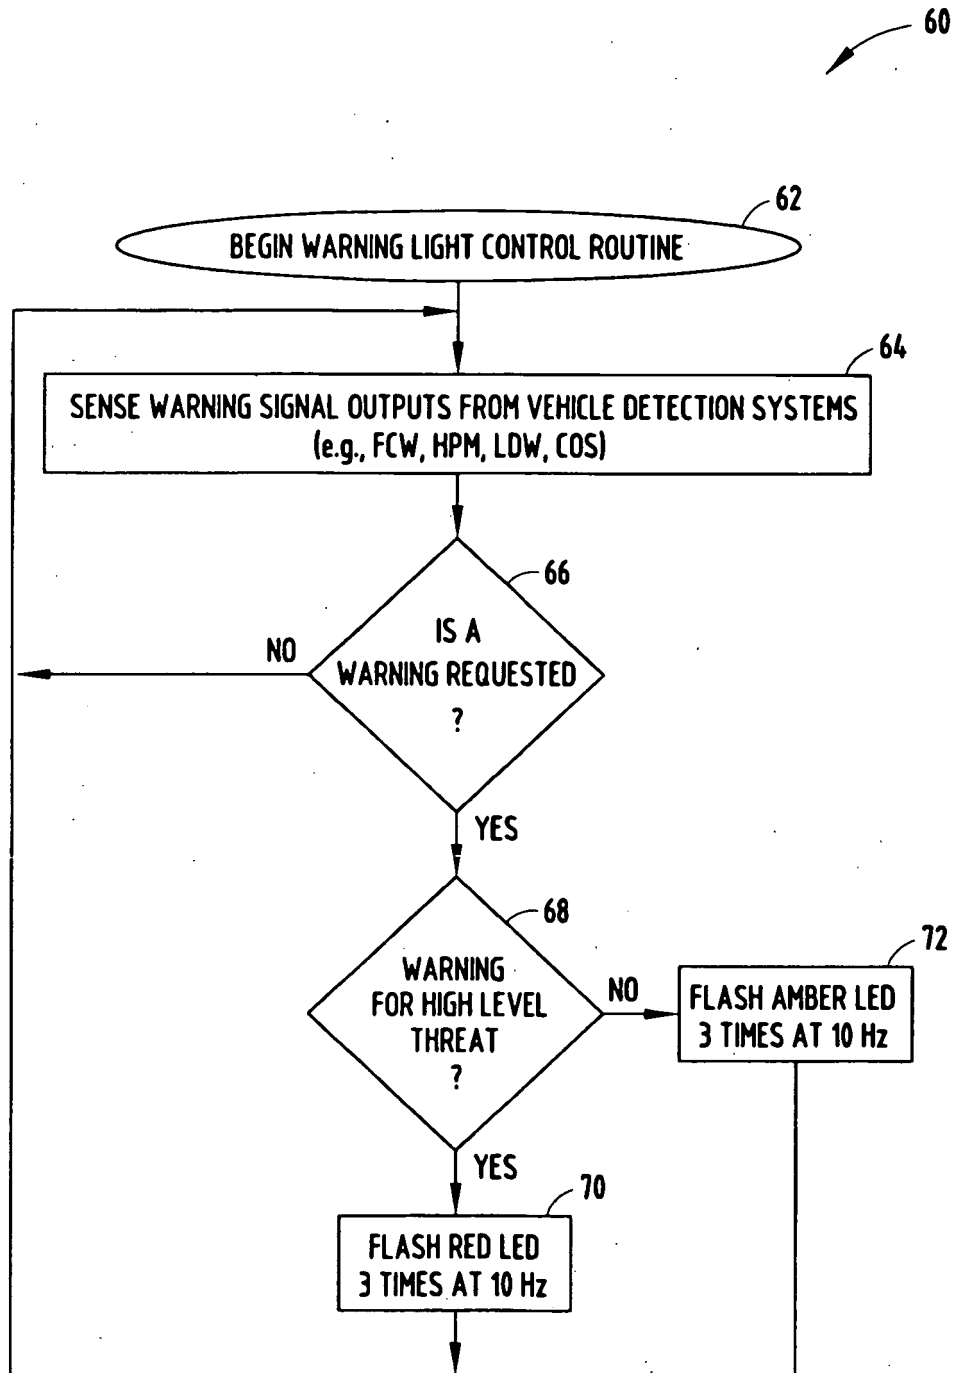 60
62
BEGIN WARNING LIGHT CONTROL ROUTINE
64
SENSE WARNING SIGNAL OUTPUTS FROM VEHICLE DETECTION SYSTEMS
(e.g., FCW, HPM, LDW, COS)
66
IS A
WARNING REQUESTED
?
NO
YES
68
WARNING
FOR HIGH LEVEL
THREAT
?
NO
72
FLASH AMBER LED
3 TIMES AT 10 Hz
YES
70
FLASH RED LED
3 TIMES AT 10 Hz